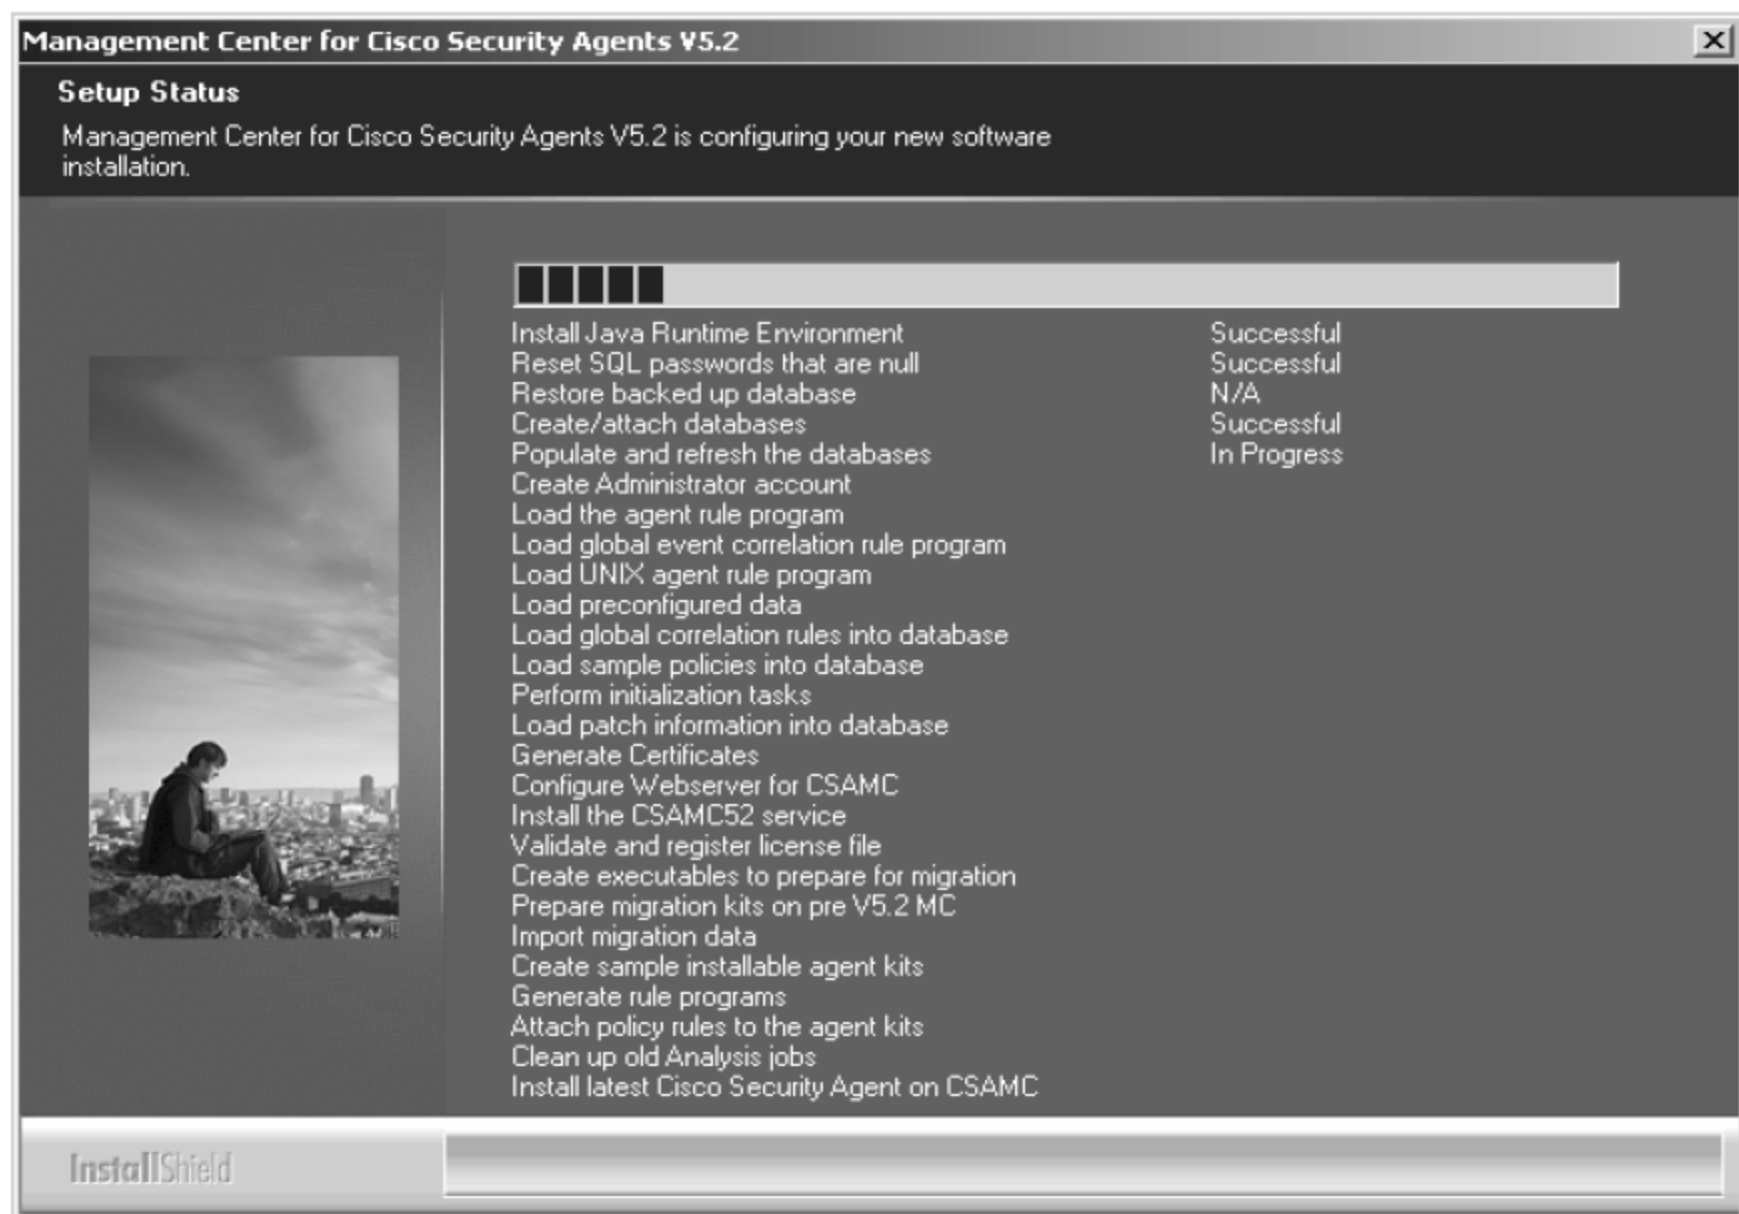 Management Center for Cisco Security Agents V5.2
Setup Status
Management Center for Cisco Security Agents V5.2 is configuring your new software
installation.
Install Java Runtime Environment Successful
Reset SQL passwords that are null Successful
Restore backed up database N/A
Create/attach databases Successful
Populate and refresh the databases In Progress
Create Administrator account
Load the agent rule program
Load global event correlation rule program
Load UNIX agent rule program
Load preconfigured data
Load global correlation rules into database
Load sample policies into database
Perform initialization tasks
Load patch information into database
Generate Certificates
Configure Webserver for CSAMC
Install the CSAMC52 service
Validate and register license file
Create executables to prepare for migration
Prepare migration kits on pre V5.2 MC
Import migration data
Create sample installable agent kits
Generate rule programs
Attach policy rules to the agent kits
Clean up old Analysis jobs
Install latest Cisco Security Agent on CSAMC
InstallShield